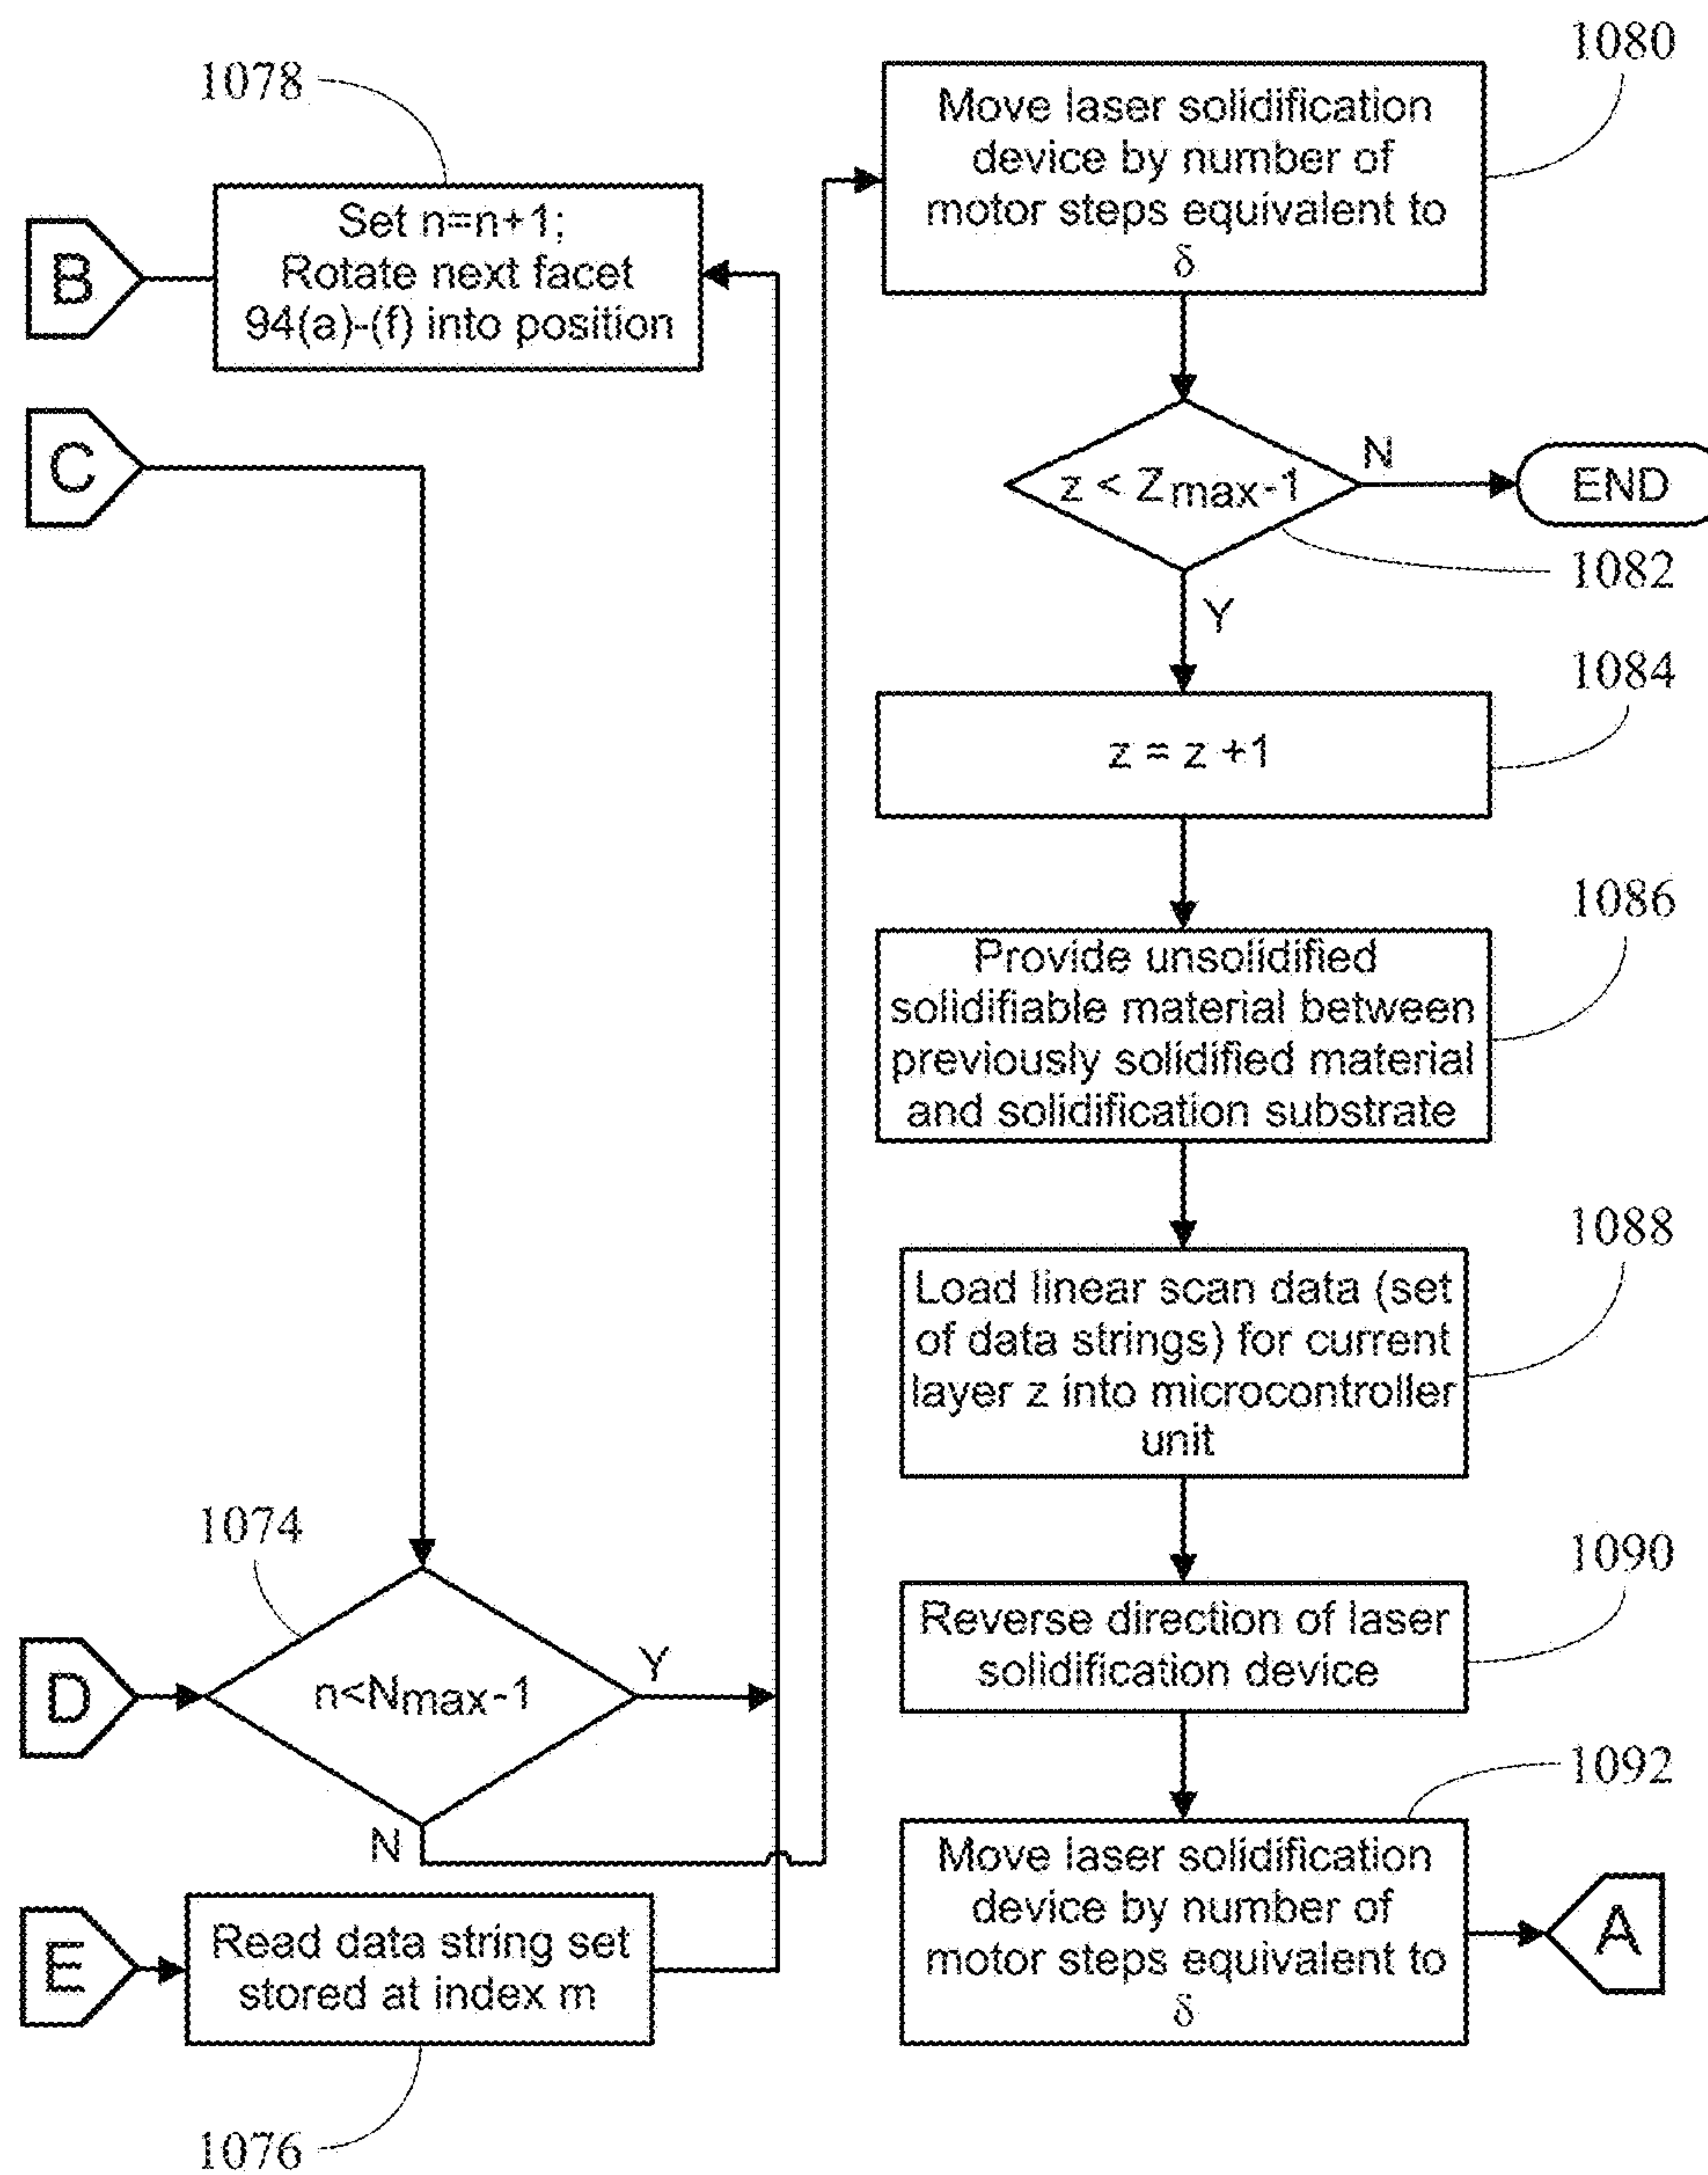 1078
B
Set n=n+1;
Rotate next facet
94(a)-(f) into position
C
1074
D
n<Nmax-1
Y
N
E
Read data string set
stored at index m
1076
1080
Move laser solidification
device by number of
motor steps equivalent to
δ
z < Zmax-1
N
END
1082
Y
1084
z = z +1
1086
Provide unsolidified
solidifiable material between
previously solidified material
and solidification substrate
1088
Load linear scan data (set
of data strings) for current
layer z into microcontroller
unit
1090
Reverse direction of laser
solidification device
1092
Move laser solidification
device by number of
motor steps equivalent to
δ
A